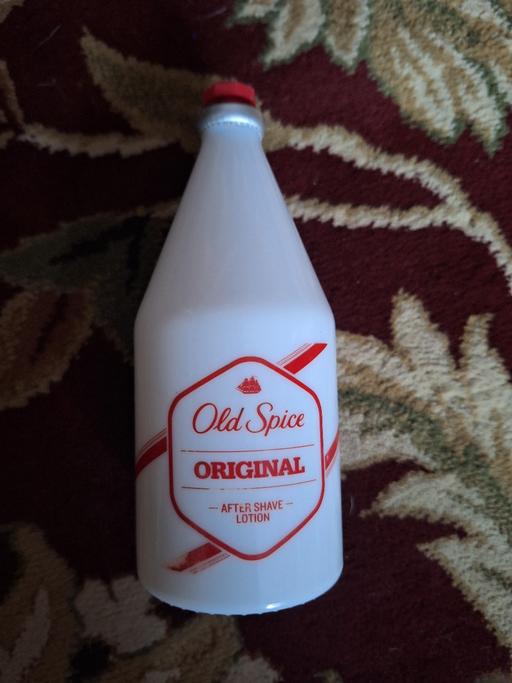 Old Spice
ORIGINAL
— AFTER SHAVE —
LOTION